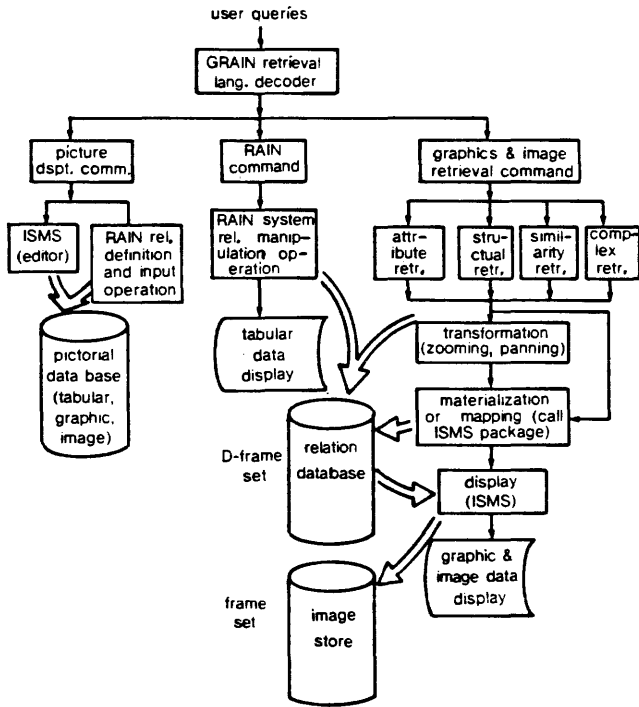 user queries
GRAIN retrieval
lang. decoder
picture
dspt. comm.
RAIN
command
graphics & image
retrieval command
ISMS
(editor)
RAIN rel.
definition
and input
operation
RAIN system
rel. manip-
ulation op-
eration
attr-
ibute
retr.
stru-
ctual
retr.
simil-
arity
retr.
comp-
lex
retr.
tabular
data
display
transformation
(zooming, panning)
pictorial
data base
(tabular,
graphic,
image)
materialization
or mapping (call
ISMS package)
D-frame
set
relation
database
display
(ISMS)
graphic &
image data
display
frame
set
image
store